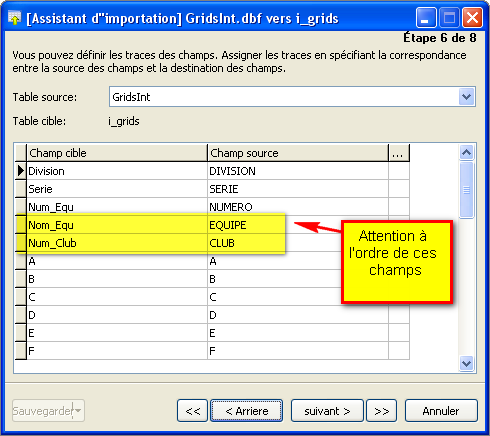 [Assistant d''importation] GridsInt.dbf vers i_grids
Étape 6 de 8
Vous pouvez définir les traces des champs. Assigner les traces en spécifiant la correspondance
entre la source des champs et la destination des champs.
Table source: GridsInt
Table cible: i_grids
Champ cible Champ source ...
Division DIVISION
Serie SERIE
Num_Equ NUMERO
Nom_Equ EQUIPE
Num_Club CLUB
A A
B B
C C
D D
E E
F F
Attention à
l'ordre de ces
champs
Sauvegarder << < Arriere suivant > >> Annuler